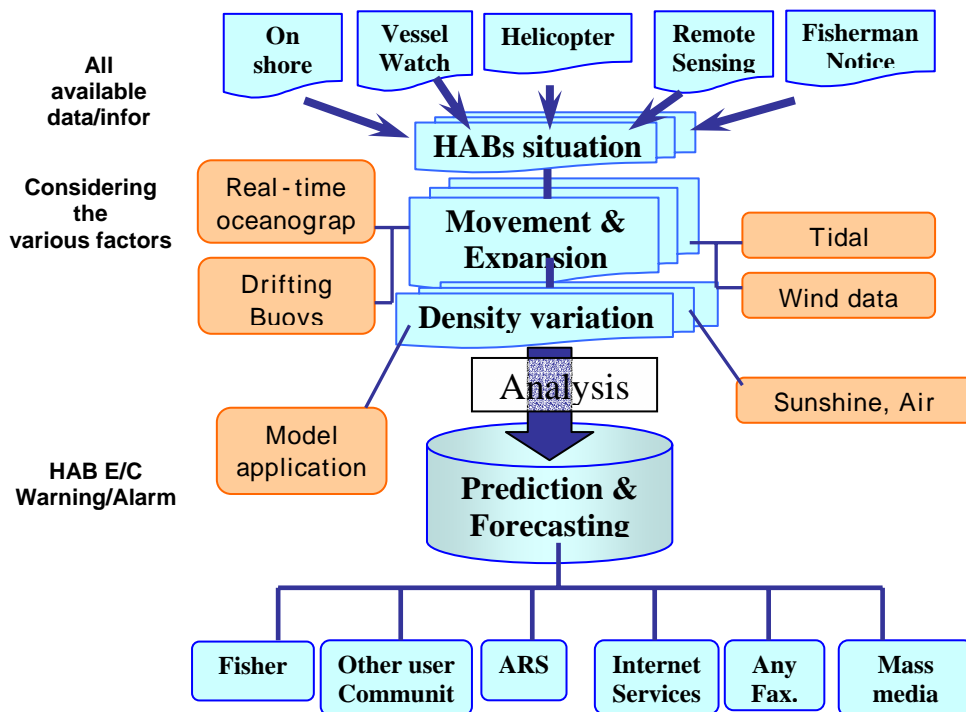 On
shore
Vessel
Watch
Helicopter
Remote
Sensing
Fisherman
Notice
All
available
data/infor
HABs situation
Considering
the
various factors
Real-time
oceanograp
Movement &
Expansion
Tidal
Drifting
Buoys
Wind data
Density variation
Analysis
Model
application
Sunshine, Air
HAB E/C
Warning/Alarm
Prediction &
Forecasting
Fisher
Other user
Communit
ARS
Internet
Services
Any
Fax.
Mass
media